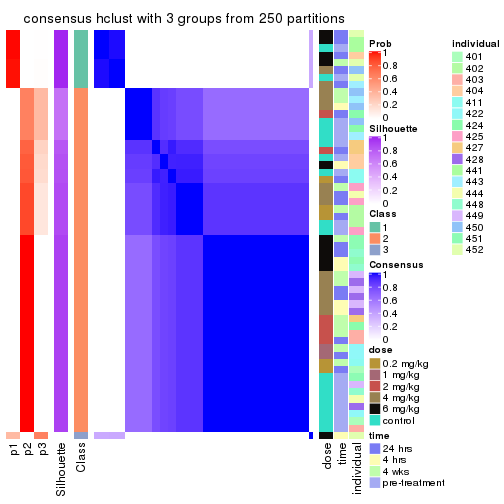 consensus hclust with 3 groups from 250 partitions
Prob
1
0.8
0.6
0.4
0.2
0
Silhouette
1
0.8
0.6
0.4
0.2
0
Class
1
2
3
Consensus
1
0.8
0.6
0.4
0.2
0
dose
0.2 mg/kg
1 mg/kg
2 mg/kg
4 mg/kg
6 mg/kg
control
time
24 hrs
4 hrs
4 wks
pre-treatment
Individual
401
402
403
404
411
422
424
425
427
428
441
443
444
448
449
450
451
452
p1
p2
p3
Silhouette
Class
dose
time
individual